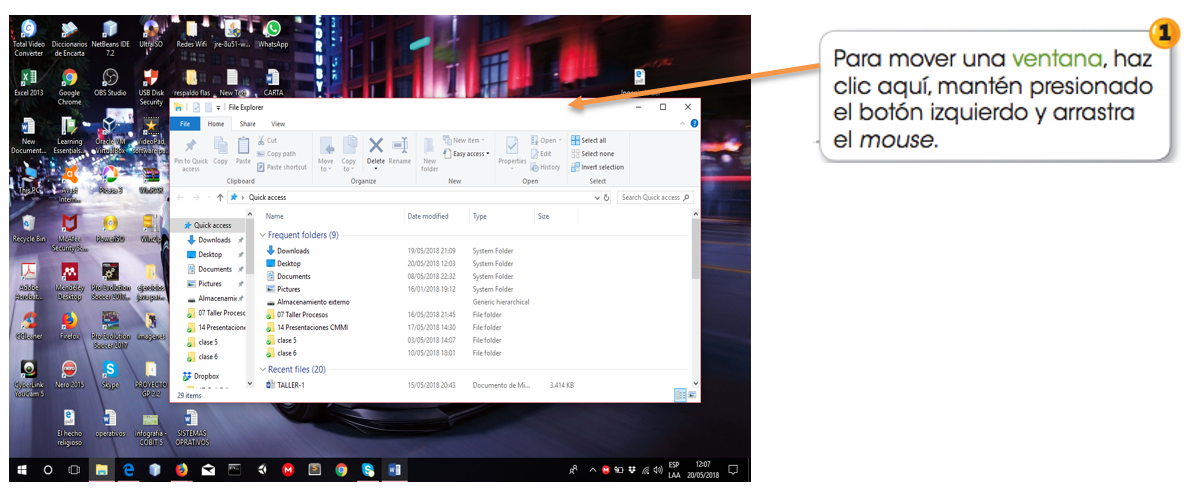 1
Para mover una ventana, haz
clic aquí, mantén presionado
el botón izquierdo y arrastra
el mouse.
Total Video Converter
Diccionarios de Encarta
NetBeans IDE 7.2
UltraISO
Redes Wifi
jre-8u51-w...
WhatsApp
Excel 2013
Google Chrome
OBS Studio
USB Disk Security
respaldo flas
New Text
CARTA
New Document...
Learning Essentials...
Oracle VM VirtualBox
VideoPad
This PC
Avast
Picasa 3
WinRAR
Recycle Bin
McAfee
PowerISO
WinZip
Adobe Acrobat...
Mendeley Desktop
Pro Evolution Soccer 2017...
CCleaner
Firefox
Pro Evolution Soccer 2017
imagenes
CyberLink YouCam 5
Nero 2015
Skype
PROYECTO GP 2.2
El hecho religioso
operativos
infografia - COBIT 5
SISTEMAS OPRATIVOS
DRUBY
File Explorer
File Home Share View
Pin to Quick access
Copy
Paste
Cut
Copy path
Paste shortcut
Clipboard
Move to
Copy to
Delete
Rename
Organize
New folder
New item
Easy access
New
Properties
Open
Edit
History
Open
Select all
Select none
Invert selection
Select
Quick access
Search Quick access
Quick access
Downloads
Desktop
Documents
Pictures
Almacenamie
07 Taller Procesc
14 Presentacione
clase 5
clase 6
Dropbox
Name Date modified Type Size
Frequent folders (9)
Downloads 19/05/2018 21:09 System Folder
Desktop 20/05/2018 12:03 System Folder
Documents 08/05/2018 22:32 System Folder
Pictures 16/01/2018 19:12 System Folder
Almacenamiento externo Generic hierarchical
07 Taller Procesos 16/05/2018 21:45 File folder
14 Presentaciones CMMI 17/05/2018 14:30 File folder
clase 5 03/05/2018 14:07 File folder
clase 6 10/05/2018 18:01 File folder
Recent files (20)
TALLER-1 15/05/2018 20:43 Documento de Mi... 3.414 KB
29 items
ESP 12:07
LAA 20/05/2018